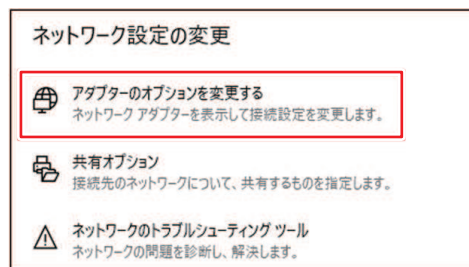 ネットワーク設定の変更
アダプターのオプションを変更する
ネットワーク アダプターを表示して接続設定を変更します。
共有オプション
接続先のネットワークについて、共有するものを指定します。
ネットワークのトラブルシューティング ツール
ネットワークの問題を診断し、解決します。